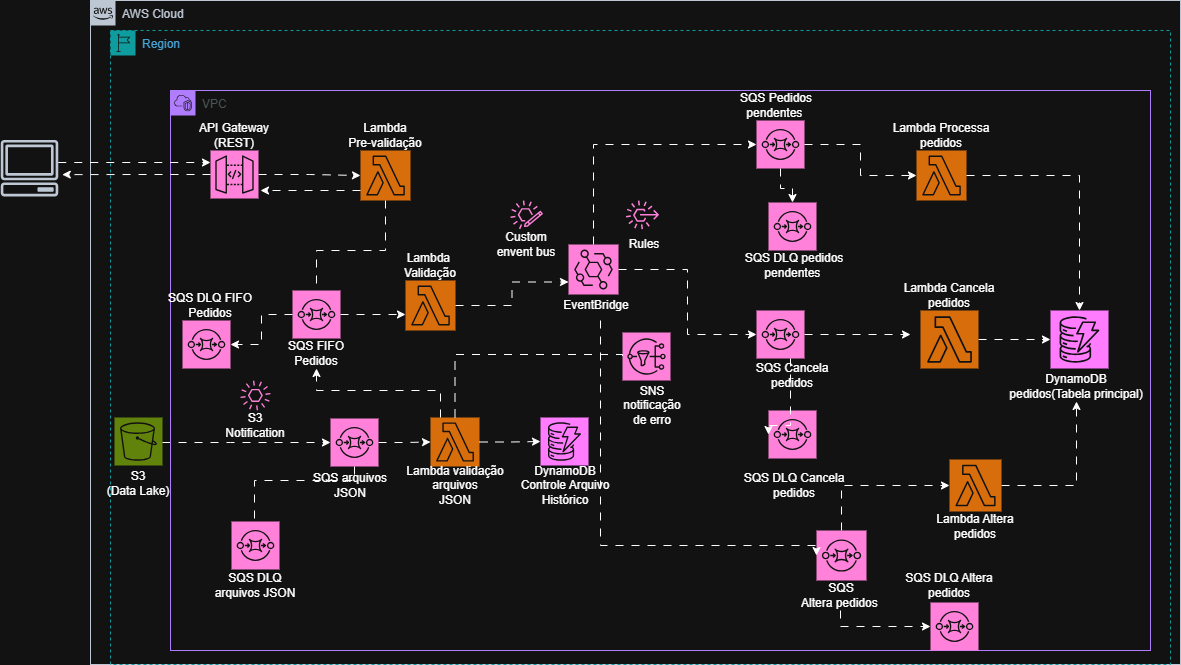 aws
AWS Cloud
Region
VPC
API Gateway
(REST)
Lambda
Pre-validação
SQS Pedidos
pendentes
Lambda Processa
pedidos
SQS DLQ pedidos
pendentes
Custom
envent bus
Rules
EventBridge
Lambda
Validação
SQS DLQ FIFO
Pedidos
SQS FIFO
Pedidos
Lambda Cancela
pedidos
SQS Cancela
pedidos
DynamoDB
pedidos(Tabela principal)
SNS
notificação
de erro
S3
Notification
S3
(Data Lake)
SQS arquivos
JSON
Lambda validação
arquivos
JSON
DynamoDB
Controle Arquivo
Histórico
SQS DLQ Cancela
pedidos
Lambda Altera
pedidos
SQS DLQ
arquivos JSON
SQS
Altera pedidos
SQS DLQ Altera
pedidos